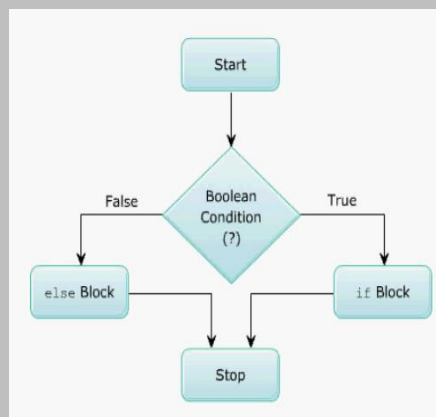 Start
False
Boolean
Condition
(?)
True
else Block
if Block
Stop